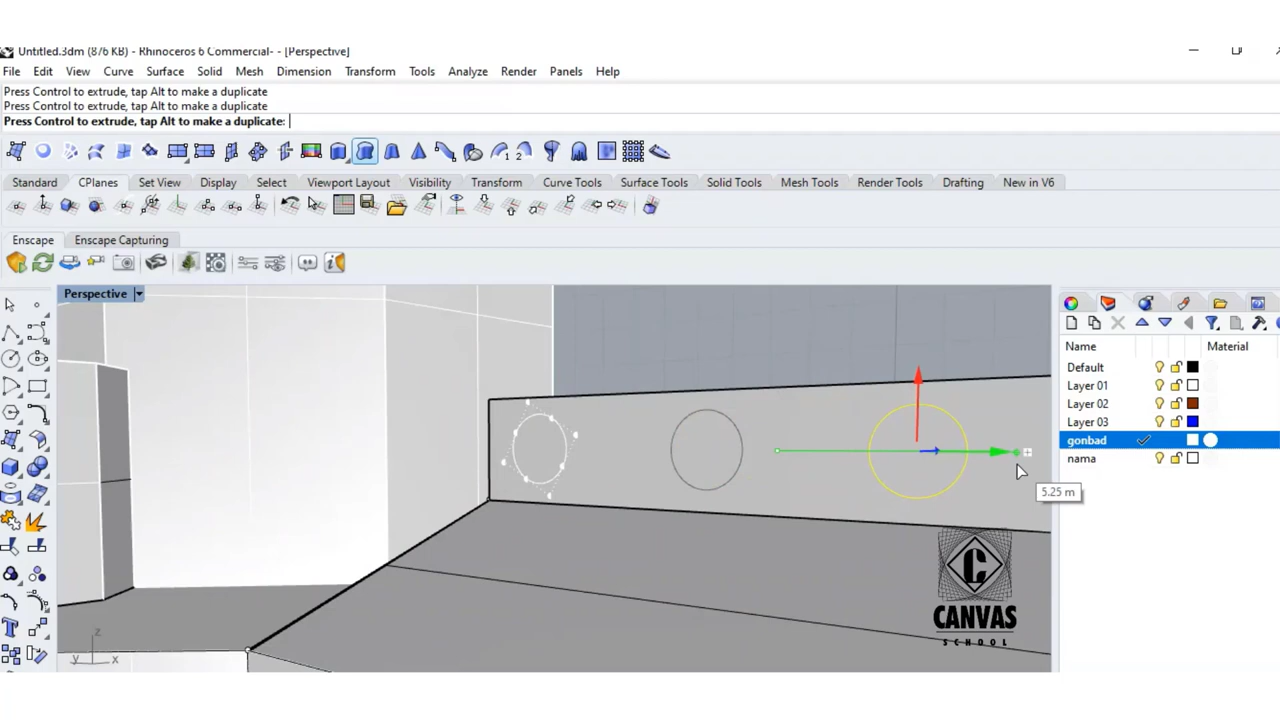 Untitled.3dm (876 KB) - Rhinoceros 6 Commercial- - [Perspective]
File Edit View Curve Surface Solid Mesh Dimension Transform Tools Analyze Render Panels Help
Press Control to extrude, tap Alt to make a duplicate
Press Control to extrude, tap Alt to make a duplicate
Press Control to extrude, tap Alt to make a duplicate:
Standard CPlanes Set View Display Select Viewport Layout Visibility Transform Curve Tools Surface Tools Solid Tools Mesh Tools Render Tools Drafting New in V6
Enscape Enscape Capturing
Perspective
Name Material
Default
Layer 01
Layer 02
Layer 03
gonbad
nama
5.25 m
C
CANVAS
SCHOOL
z
y x